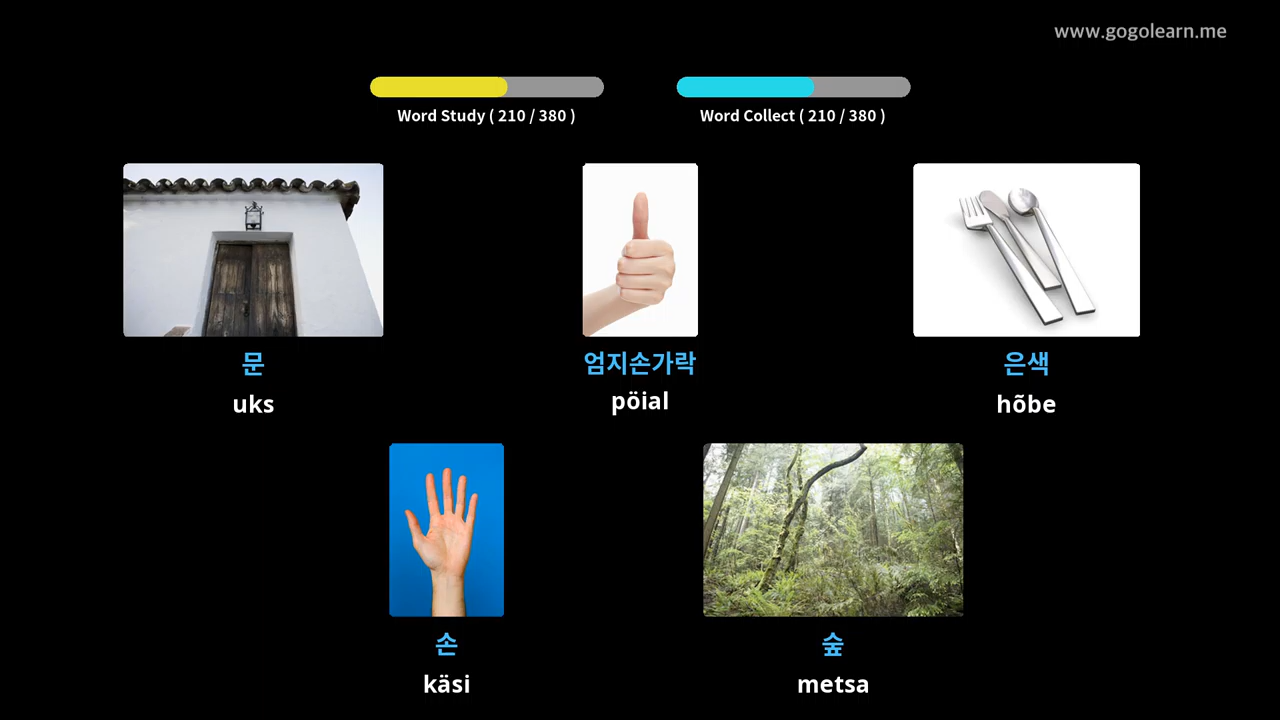 www.gogolearn.me
Word Study ( 210 / 380 )
Word Collect ( 210 / 380 )
문
uks
엄지손가락
pöial
은색
hõbe
손
käsi
숲
metsa